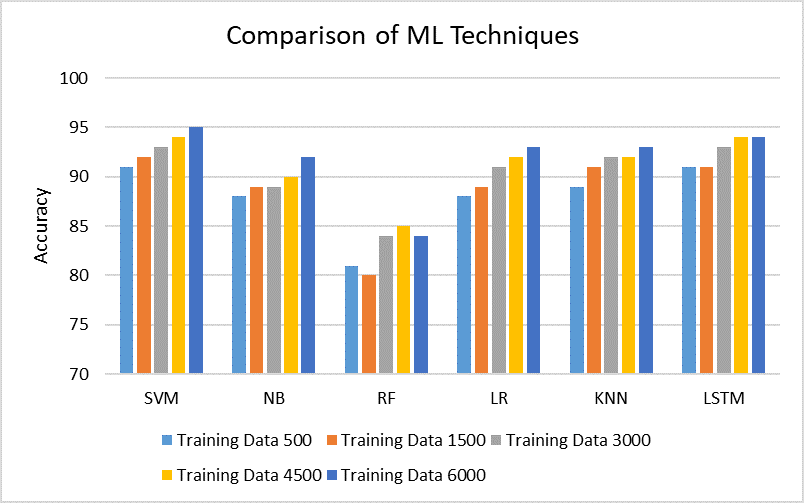 Comparison of ML Techniques
100
95
90
85
80
75
70
Accuracy
SVM NB RF LR KNN LSTM
Training Data 500 Training Data 1500 Training Data 3000
Training Data 4500 Training Data 6000